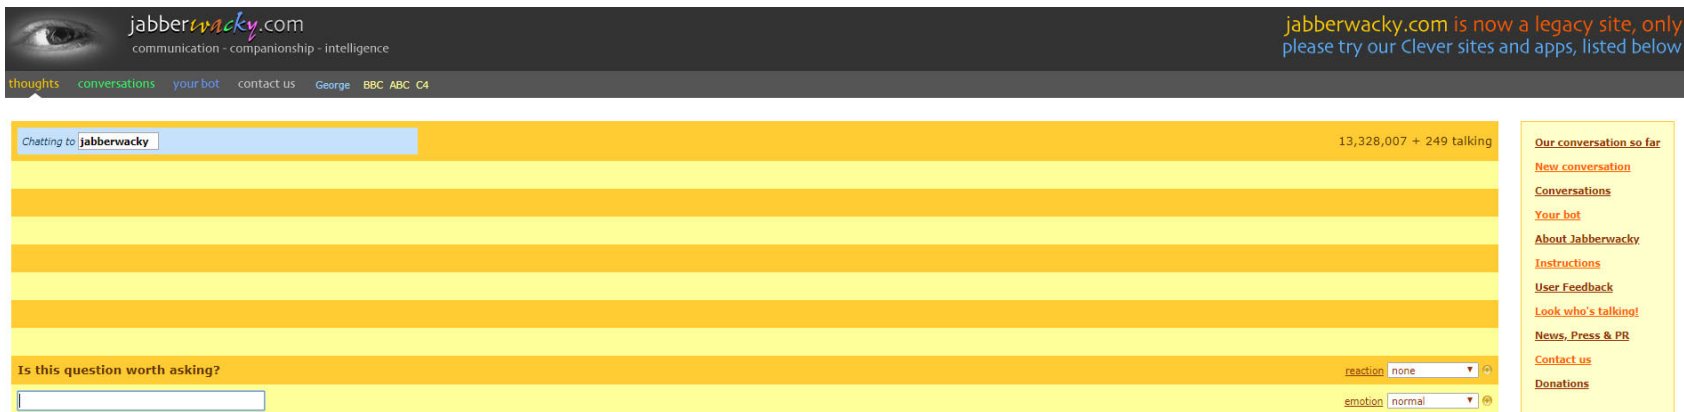 jabberwacky.com
communication - companionship - intelligence
jabberwacky.com is now a legacy site, only
please try our Clever sites and apps, listed below
thoughts conversations your bot contact us George BBC ABC C4
Chatting to jabberwacky
13,328,007 + 249 talking
Is this question worth asking?
reaction none
emotion normal
Our conversation so far
New conversation
Conversations
Your bot
About Jabberwacky
Instructions
User Feedback
Look who's talking!
News, Press & PR
Contact us
Donations